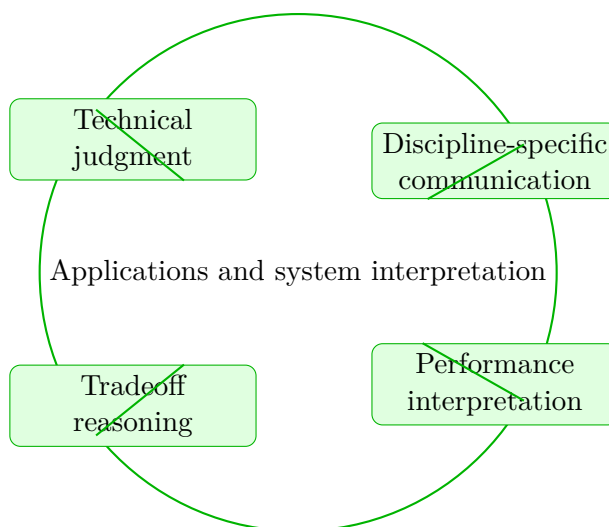 Technical
judgment
Discipline-specific
communication
Applications and system interpretation
Tradeoff
reasoning
Performance
interpretation